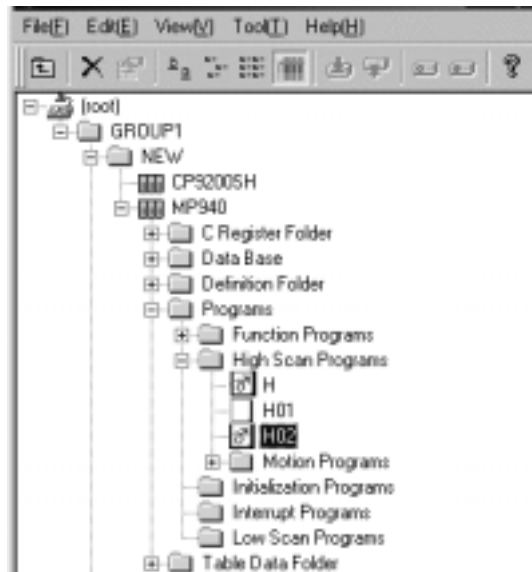 File(F) Edit(E) View(V) Tool(T) Help(H)
(root)
GROUP1
NEW
CP9200SH
MP940
C Register Folder
Data Base
Definition Folder
Programs
Function Programs
High Scan Programs
H
H01
H02
Motion Programs
Initialization Programs
Interrupt Programs
Low Scan Programs
Table Data Folder